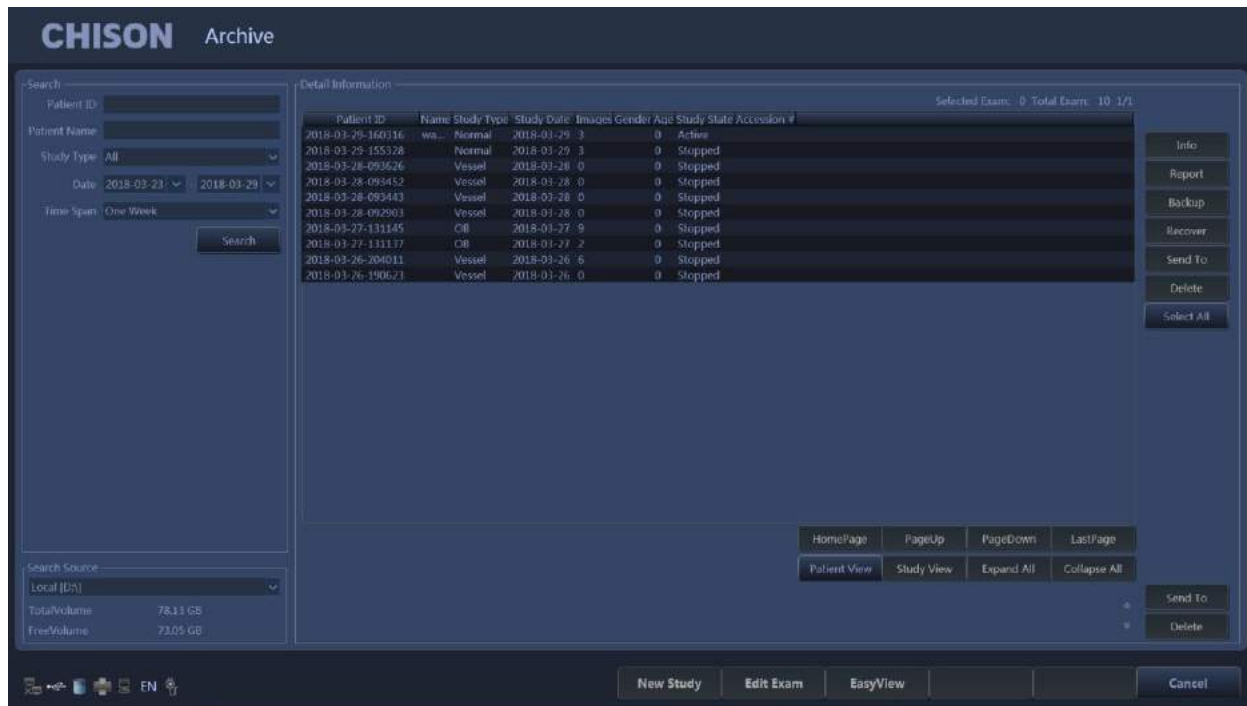 CHISON Archive
Search
Patient ID
Patient Name
Study Type All
Date 2018-03-23 2018-03-29
Time Span One Week
Search
Detail Information
Selected Exam: 0 Total Exam: 10 1/1
Patient ID Name Study Type Study Date Images Gender Age Study State Accession #
2018-03-29-160316 wa... Normal 2018-03-29 3 0 Active
2018-03-29-155328 Normal 2018-03-29 3 0 Stopped
2018-03-28-093626 Vessel 2018-03-28 0 0 Stopped
2018-03-28-093452 Vessel 2018-03-28 0 0 Stopped
2018-03-28-093443 Vessel 2018-03-28 0 0 Stopped
2018-03-28-092903 Vessel 2018-03-28 0 0 Stopped
2018-03-27-131145 OB 2018-03-27 9 0 Stopped
2018-03-27-131137 OB 2018-03-27 2 0 Stopped
2018-03-26-204011 Vessel 2018-03-26 6 0 Stopped
2018-03-26-190623 Vessel 2018-03-26 0 0 Stopped
Info
Report
Backup
Recover
Send To
Delete
Select All
HomePage PageUp PageDown LastPage
Patient View Study View Expand All Collapse All
Search Source
Local [D:\]
TotalVolume 78.13 GB
FreeVolume 73.05 GB
Send To
Delete
EN
New Study Edit Exam EasyView Cancel